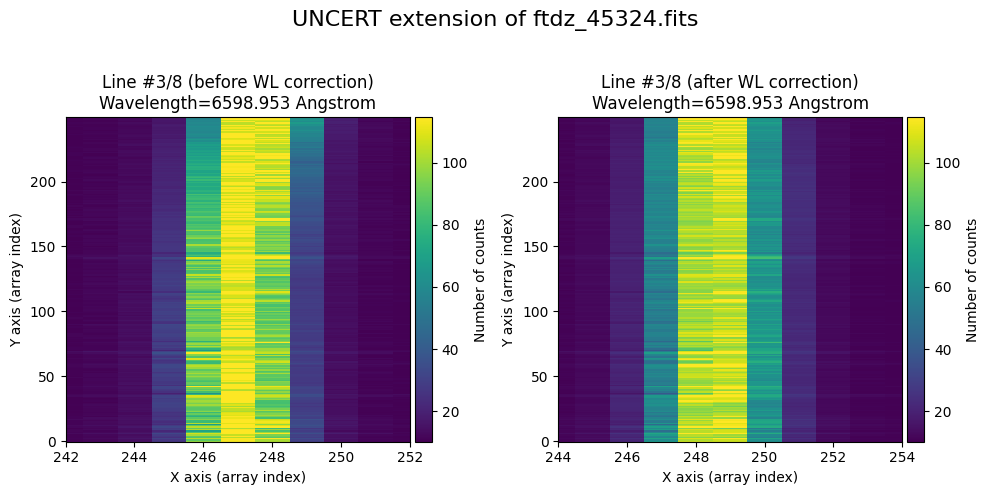 UNCERT extension of ftdz_45324.fits
Line #3/8 (before WL correction)
Wavelength=6598.953 Angstrom
Y axis (array index)
200
150
100
50
0
242
244
246
248
250
252
X axis (array index)
100
80
60
40
20
Number of counts
Line #3/8 (after WL correction)
Wavelength=6598.953 Angstrom
Y axis (array index)
200
150
100
50
0
244
246
248
250
252
254
X axis (array index)
100
80
60
40
20
Number of counts